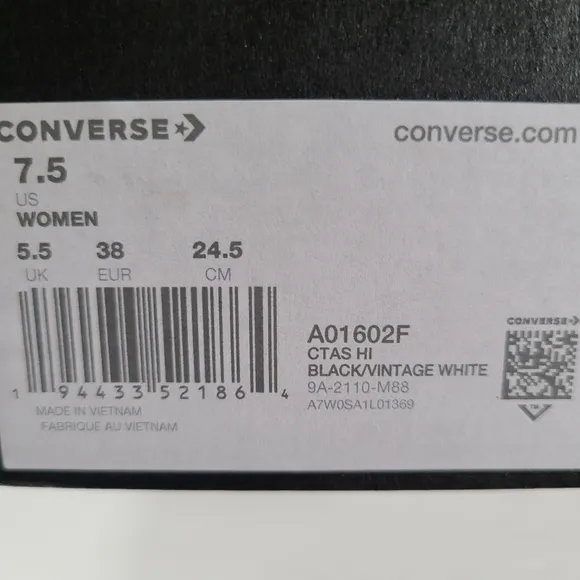 CONVERSE
converse.com
7.5
US
WOMEN
5.5 38 24.5
UK EUR CM
A01602F
CTAS HI
BLACK/VINTAGE WHITE
9A-2110-M88
A7W0SA1L01369
1 94433 52186 4
MADE IN VIETNAM
FABRIQUE AU VIETNAM
CONVERSE